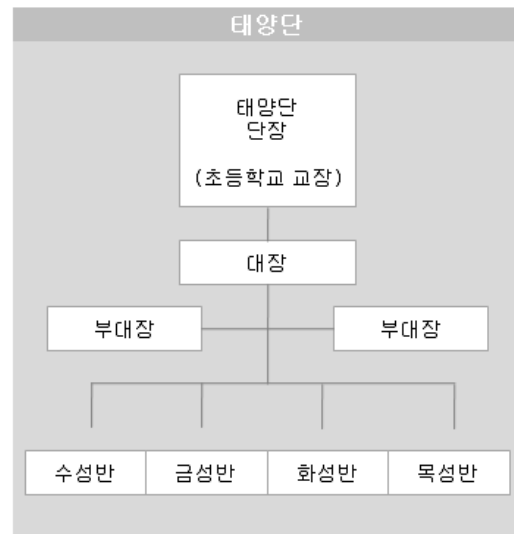 태양단
태양단
단장
(초등학교 교장)
대장
부대장 부대장
수성반 금성반 화성반 목성반